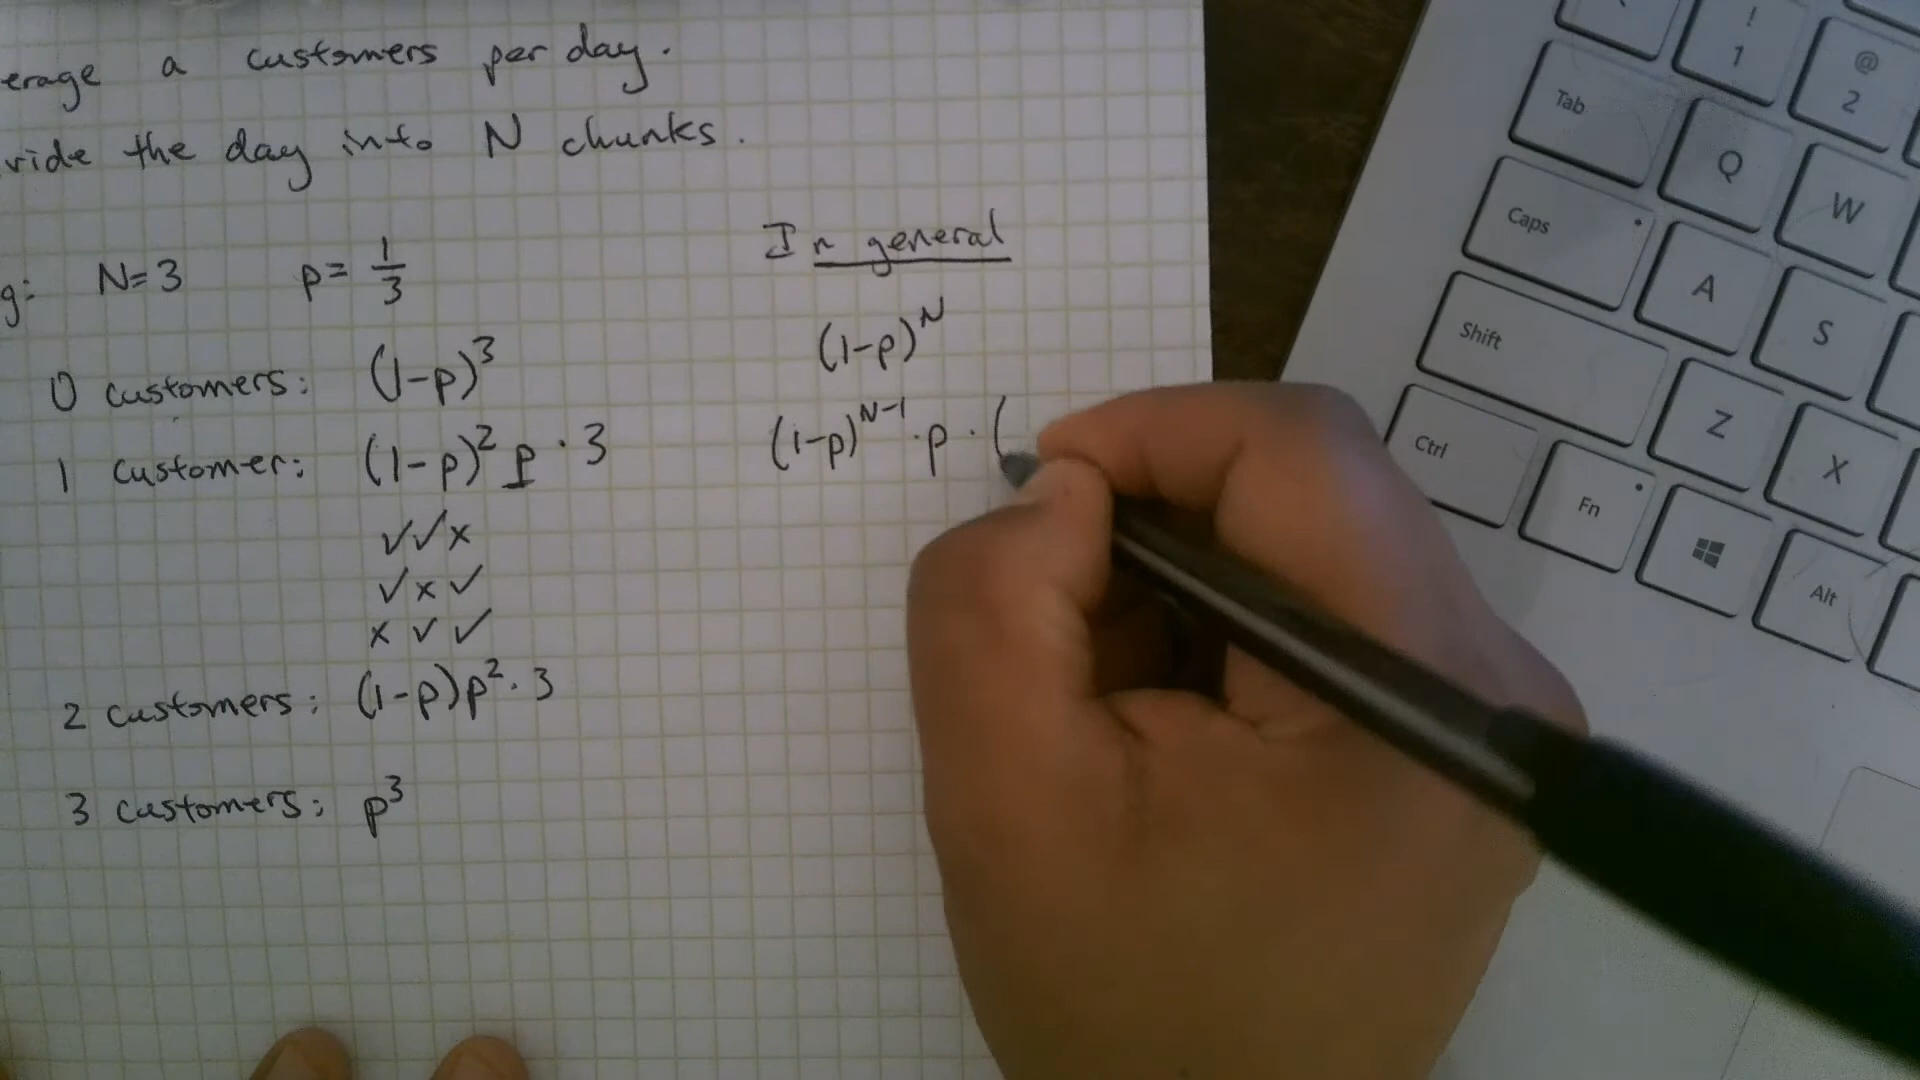 erage a customers per day.
vide the day into N chunks.
g: N=3 p= 1/3
0 customers: (1-p)^3
1 customer: (1-p)^2 p · 3
✓✓x
✓x✓
x✓✓
2 customers: (1-p)p^2 · 3
3 customers: p^3
In general
(1-p)^N
(1-p)^N-1 · p · (
! 1
@ 2
Tab Q W
Caps A S
Shift Z X
Ctrl Fn Alt